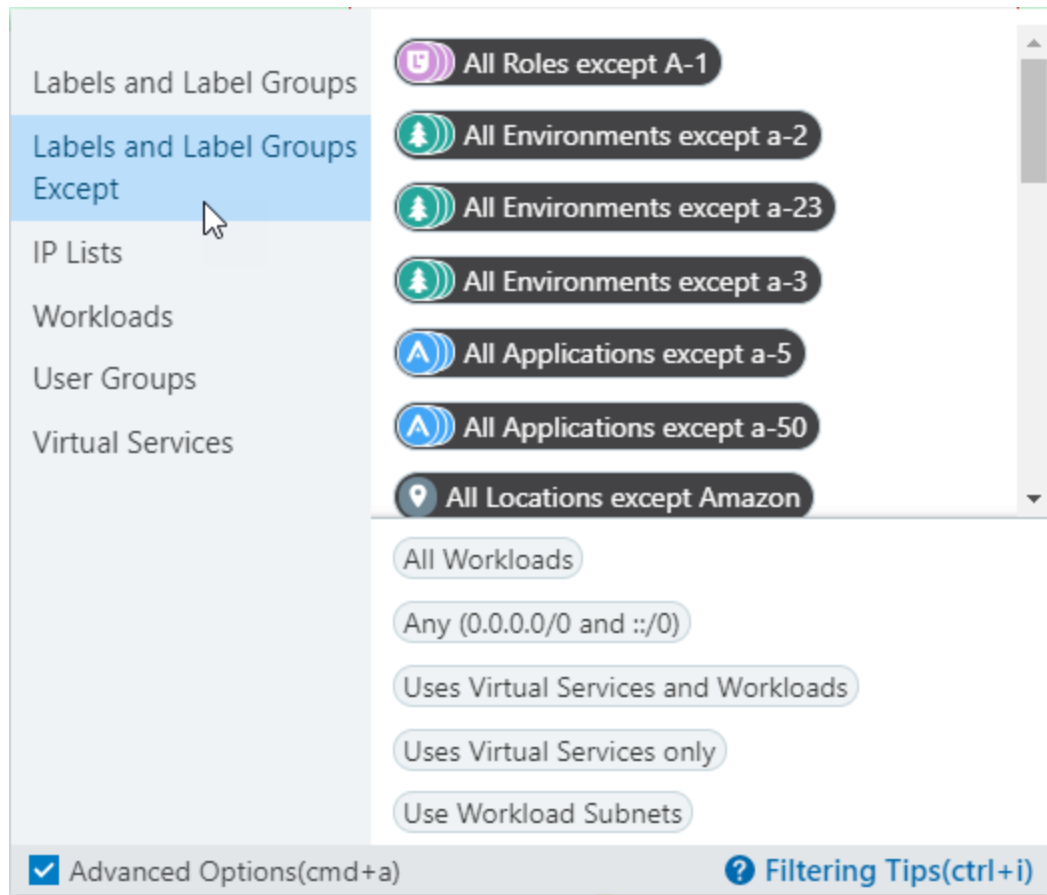 Labels and Label Groups
Labels and Label Groups
Except
IP Lists
Workloads
User Groups
Virtual Services
All Roles except A-1
All Environments except a-2
All Environments except a-23
All Environments except a-3
All Applications except a-5
All Applications except a-50
All Locations except Amazon
All Workloads
Any (0.0.0.0/0 and ::/0)
Uses Virtual Services and Workloads
Uses Virtual Services only
Use Workload Subnets
Advanced Options(cmd+a)
Filtering Tips(ctrl+i)